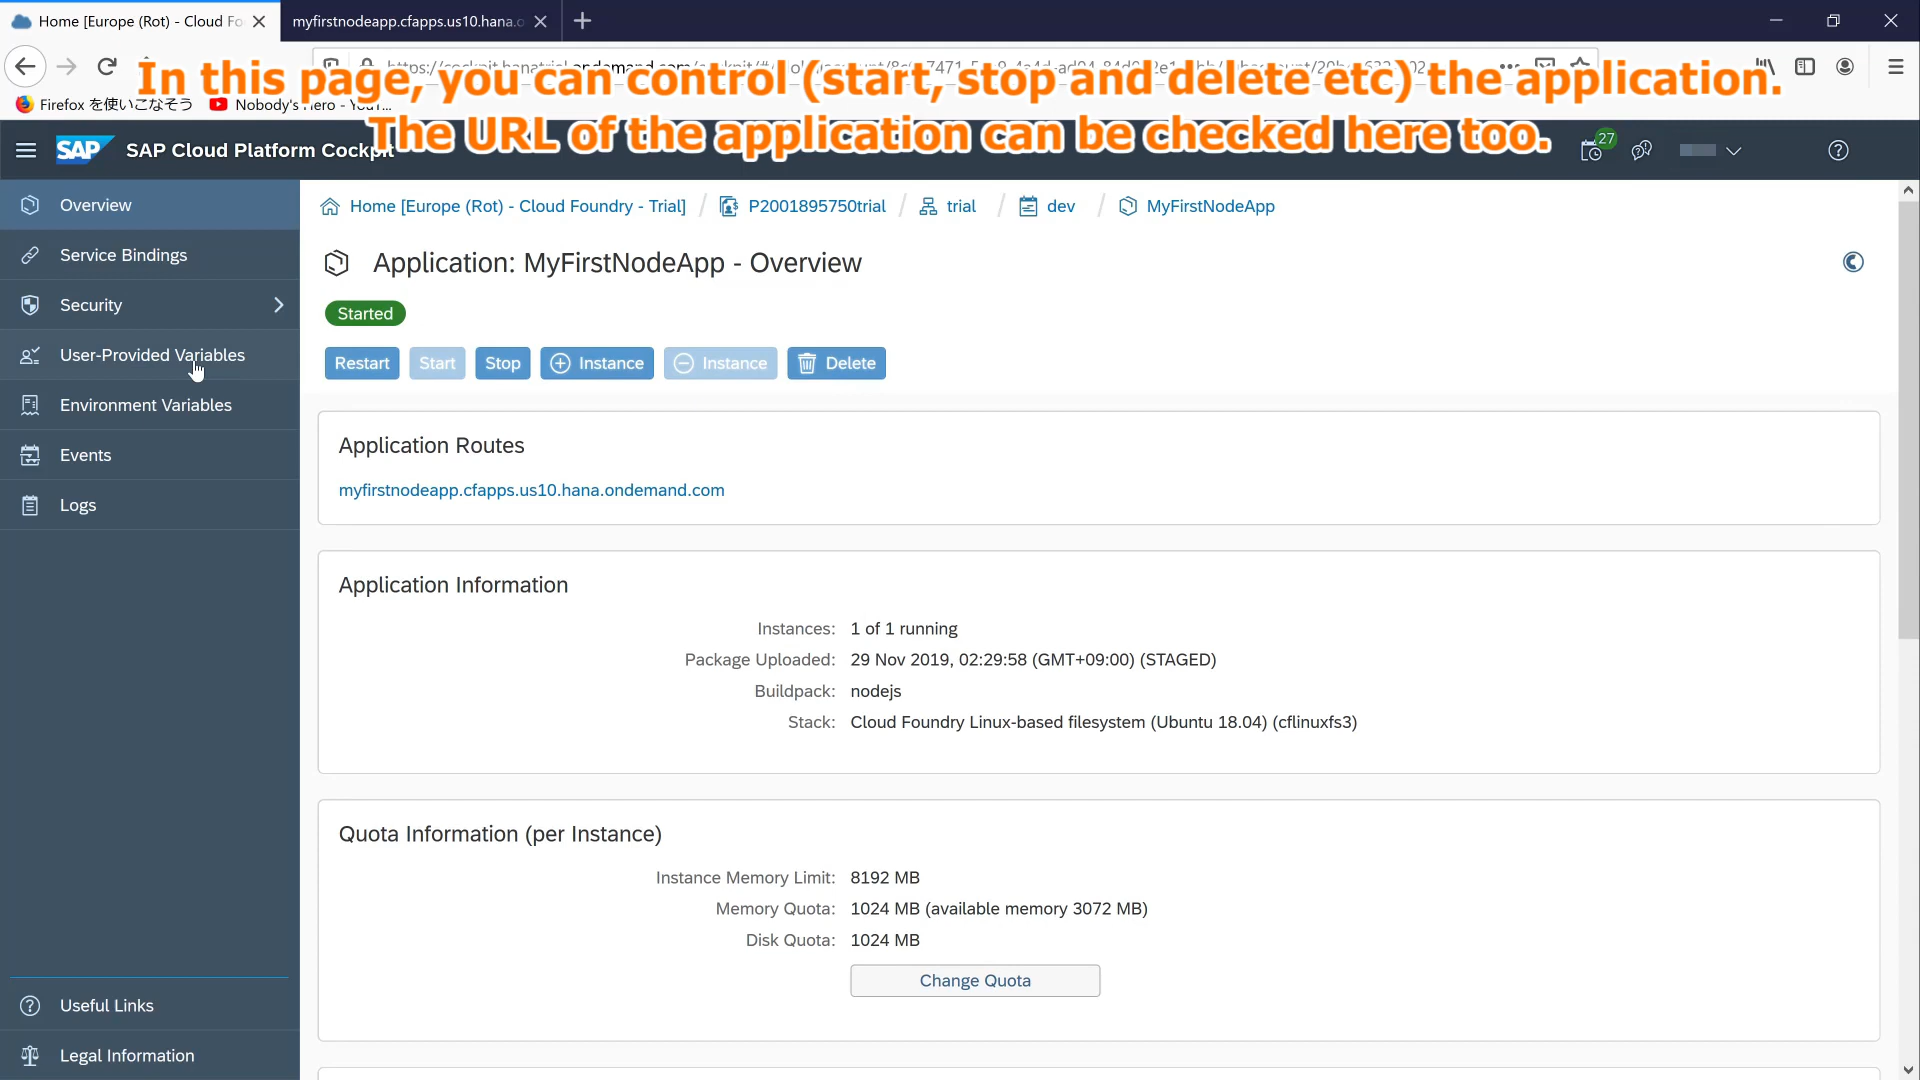 Home [Europe (Rot) - Cloud Fo
myfirstnodeapp.cfapps.us10.hana.o
In this page, you can control (start, stop and delete etc) the application.
The URL of the application can be checked here too.
Firefox を使いこなそう
Nobody's Hero - YouT...
SAP
SAP Cloud Platform Cockpit
27
Overview
Service Bindings
Security
User-Provided Variables
Environment Variables
Events
Logs
Useful Links
Legal Information
Home [Europe (Rot) - Cloud Foundry - Trial] / P2001895750trial / trial / dev / MyFirstNodeApp
Application: MyFirstNodeApp - Overview
Started
Restart Start Stop Instance Instance Delete
Application Routes
myfirstnodeapp.cfapps.us10.hana.ondemand.com
Application Information
Instances: 1 of 1 running
Package Uploaded: 29 Nov 2019, 02:29:58 (GMT+09:00) (STAGED)
Buildpack: nodejs
Stack: Cloud Foundry Linux-based filesystem (Ubuntu 18.04) (cflinuxfs3)
Quota Information (per Instance)
Instance Memory Limit: 8192 MB
Memory Quota: 1024 MB (available memory 3072 MB)
Disk Quota: 1024 MB
Change Quota